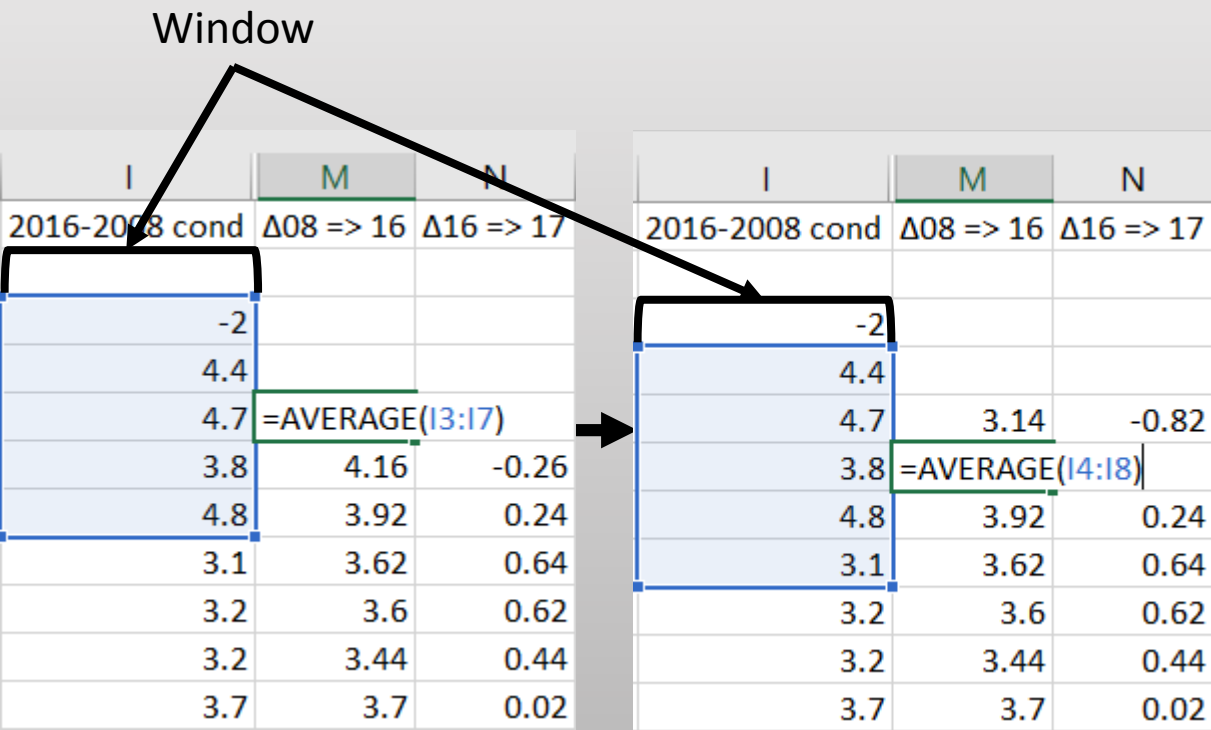 Window
I M N
2016-2008 cond Δ08 => 16 Δ16 => 17
-2
4.4
4.7 =AVERAGE(I3:I7)
3.8 4.16 -0.26
4.8 3.92 0.24
3.1 3.62 0.64
3.2 3.6 0.62
3.2 3.44 0.44
3.7 3.7 0.02
I M N
2016-2008 cond Δ08 => 16 Δ16 => 17
-2
4.4
4.7 3.14 -0.82
3.8 =AVERAGE(I4:I8)
4.8 3.92 0.24
3.1 3.62 0.64
3.2 3.6 0.62
3.2 3.44 0.44
3.7 3.7 0.02